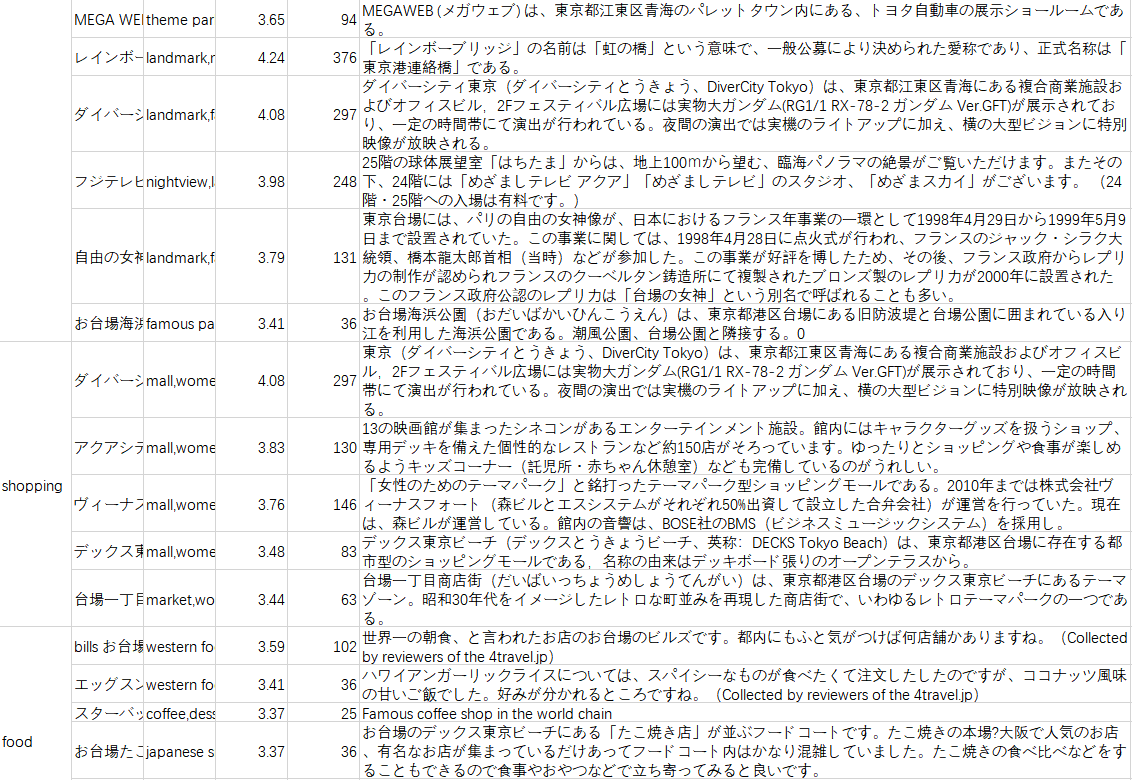 MEGA WE
theme par
3.65
94
MEGAWEB (メガウェブ) は、東京都江東区青海のパレットタウン内にある、トヨタ自動車の展示ショールームであ
る。
レインボー
landmark,r
4.24
376
「レインボーブリッジ」の名前は「虹の橋」という意味で、一般公募により決められた愛称であり、正式名称は「
東京港連絡橋」である。
ダイバーシ
landmark,f
4.08
297
ダイバーシティ東京（ダイバーシティとうきょう、DiverCity Tokyo）は、東京都江東区青海にある複合商業施設お
よびオフィスビル，2Fフェスティバル広場には実物大ガンダム(RG1/1 RX-78-2 ガンダム Ver.GFT)が展示されてお
り、一定の時間帯にて演出が行われている。夜間の演出では実機のライトアップに加え、横の大型ビジョンに特別
映像が放映される。
フジテレビ
nightview,l
3.98
248
25階の球体展望室「はちたま」からは、地上100ｍから望む、臨海パノラマの絶景がご覧いただけます。またその
下、24階には「めざましテレビ アクア」「めざましテレビ」のスタジオ、「めざまスカイ」がございます。 （24
階・25階への入場は有料です。）
自由の女神
landmark,f
3.79
131
東京台場には、パリの自由の女神像が、日本におけるフランス年事業の一環として1998年4月29日から1999年5月9
日まで設置されていた。この事業に関しては、1998年4月28日に点火式が行われ、フランスのジャック・シラク大
統領、橋本龍太郎首相（当時）などが参加した。この事業が好評を博したため、その後、フランス政府からレプリ
カの制作が認められフランスのクーベルタン鋳造所にて複製されたブロンズ製のレプリカが2000年に設置された
。このフランス政府公認のレプリカは「台場の女神」という別名で呼ばれることも多い。
お台場海浜
famous pa
3.41
36
お台場海浜公園（おだいばかいひんこうえん）は、東京都港区台場にある旧防波堤と台場公園に囲まれている入り
江を利用した海浜公園である。潮風公園、台場公園と隣接する。0
shopping
ダイバーシ
mall,wome
4.08
297
東京（ダイバーシティとうきょう、DiverCity Tokyo）は、東京都江東区青海にある複合商業施設およびオフィスビ
ル，2Fフェスティバル広場には実物大ガンダム(RG1/1 RX-78-2 ガンダム Ver.GFT)が展示されており、一定の時間
帯にて演出が行われている。夜間の演出では実機のライトアップに加え、横の大型ビジョンに特別映像が放映され
る。
アクアシテ
mall,wome
3.83
130
13の映画館が集まったシネコンがあるエンターテインメント施設。館内にはキャラクターグッズを扱うショップ、
専用デッキを備えた個性的なレストランなど約150店がそろっています。ゆったりとショッピングや食事が楽し
めるようキッズコーナー（託児所・赤ちゃん休憩室）なども完備しているのがうれしい。
ヴィーナス
mall,wome
3.76
146
「女性のためのテーマパーク」と銘打ったテーマパーク型ショッピングモールである。2010年までは株式会社ヴ
ィーナスフォート（森ビルとエスシステムがそれぞれ50%出資して設立した合弁会社）が運営を行っていた。現在
は、森ビルが運営している。館内の音響は、BOSE社のBMS（ビジネスミュージックシステム）を採用し。
デックス東
mall,wome
3.48
83
デックス東京ビーチ（デックスとうきょうビーチ、英称: DECKS Tokyo Beach）は、東京都港区台場に存在する都
市型のショッピングモールである，名称の由来はデッキボード張りのオープンテラスから。
台場一丁目
market,wo
3.44
63
台場一丁目商店街（だいばいっちょうめしょうてんがい）は、東京都港区台場のデックス東京ビーチにあるテーマ
ゾーン。昭和30年代をイメージしたレトロな町並みを再現した商店街で、いわゆるレトロテーマパークの一つであ
る。
food
bills お台場
western fo
3.59
102
世界一の朝食、と言われたお店のお台場のビルズです。都内にもふと気がつけば何店舗かありますね。（Collected
by reviewers of the 4travel.jp）
エッグスン
western fo
3.41
36
ハワイアンガーリックライスについては、スパイシーなものが食べたくて注文したしたのですが、ココナッツ風味
の甘いご飯でした。好みが分かれるところですね。（Collected by reviewers of the 4travel.jp）
スターバッ
coffee,dess
3.37
25
Famous coffee shop in the world chain
お台場たこ
japanese s
3.37
36
お台場のデックス東京ビーチにある「たこ焼き店」が並ぶフードコートです。たこ焼きの本場?大阪で人気のお店
、有名なお店が集まっているだけあってフードコート内はかなり混雑していました。たこ焼きの食べ比べなどをす
ることもできるので食事やおやつなどで立ち寄ってみると良いです。